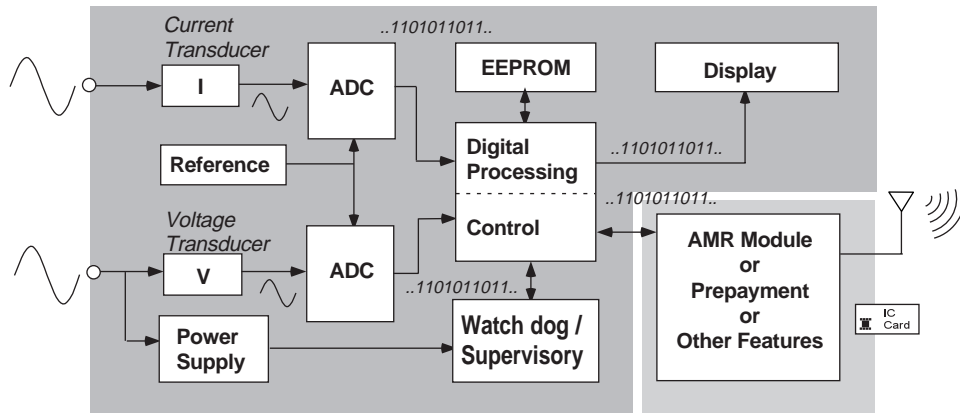 Current
Transducer
..1101011011..
I
ADC
EEPROM
Display
Reference
Digital
Processing
..1101011011..
Control
..1101011011..
Voltage
Transducer
V
ADC
..1101011011..
AMR Module
or
Prepayment
or
Other Features
Power
Supply
Watch dog /
Supervisory
IC
Card